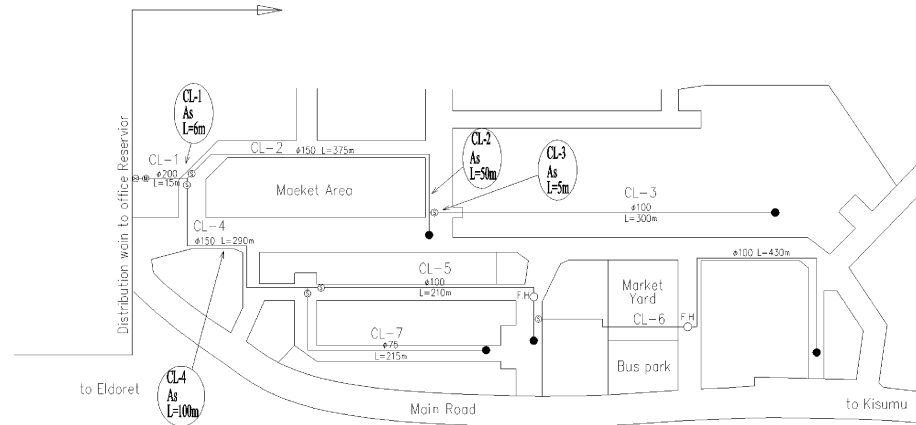 Distribution wain to office Reservior
CL-1
As
L=6m
CL-1
ø200
L=15m
CL-2
ø150 L=375m
Maeket Area
CL-2
As
L=50m
CL-3
As
L=5m
CL-3
ø100
L=300m
CL-4
ø150 L=290m
CL-5
ø100
L=210m
F.H
Market
Yard
CL-6
F.H
ø100 L=430m
CL-7
ø75
L=215m
Bus park
CL-4
As
L=100m
to Eldoret
Main Road
to Kisumu